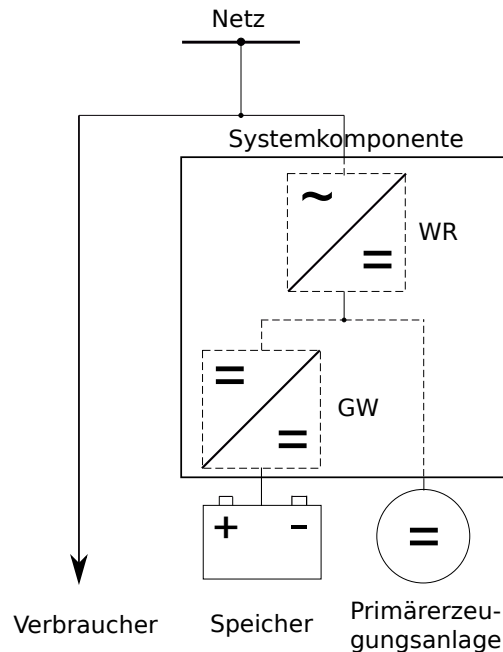 Netz
Systemkomponente
~
=
WR
=
=
GW
+ -
=
Verbraucher
Speicher
Primärerzeu-
gungsanlage